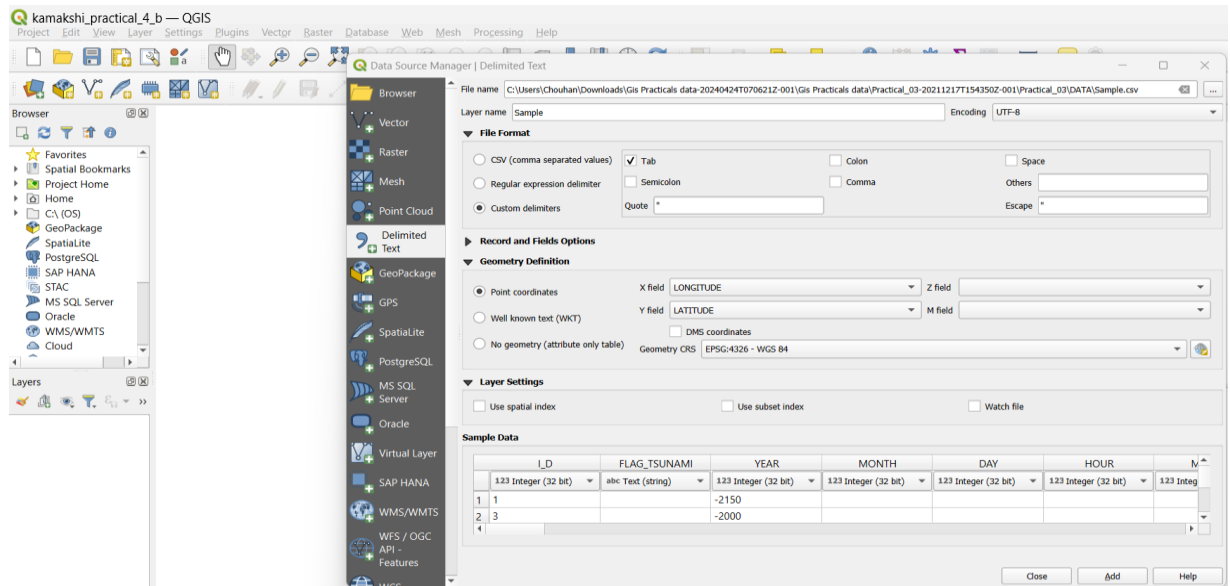 kamakshi_practical_4_b — QGIS
Project Edit View Layer Settings Plugins Vector Raster Database Web Mesh Processing Help
Data Source Manager | Delimited Text
Browser
Favorites
Spatial Bookmarks
Project Home
Home
C:\ (OS)
GeoPackage
SpatiaLite
PostgreSQL
SAP HANA
STAC
MS SQL Server
Oracle
WMS/WMTS
Cloud
Layers
Browser
Vector
Raster
Mesh
Point Cloud
Delimited
Text
GeoPackage
GPS
SpatiaLite
PostgreSQL
MS SQL
Server
Oracle
Virtual Layer
SAP HANA
WMS/WMTS
WFS / OGC
API -
Features
WCS
File name C:\Users\Chouhan\Downloads\Gis Practicals data-20240424T070621Z-001\Gis Practicals data\Practical_03-20211217T154350Z-001\Practical_03\DATA\Sample.csv ...
Layer name Sample Encoding UTF-8
File Format
CSV (comma separated values) Tab Colon Space
Regular expression delimiter Semicolon Comma Others
Custom delimiters Quote " Escape "
Record and Fields Options
Geometry Definition
Point coordinates X field LONGITUDE Z field
Well known text (WKT) Y field LATITUDE M field
DMS coordinates
No geometry (attribute only table) Geometry CRS EPSG:4326 - WGS 84
Layer Settings
Use spatial index Use subset index Watch file
Sample Data
I_D FLAG_TSUNAMI YEAR MONTH DAY HOUR
123 Integer (32 bit) abc Text (string) 123 Integer (32 bit) 123 Integer (32 bit) 123 Integer (32 bit) 123 Integer (32 bit) 123 Integ
1 1 -2150
2 3 -2000
Close Add Help